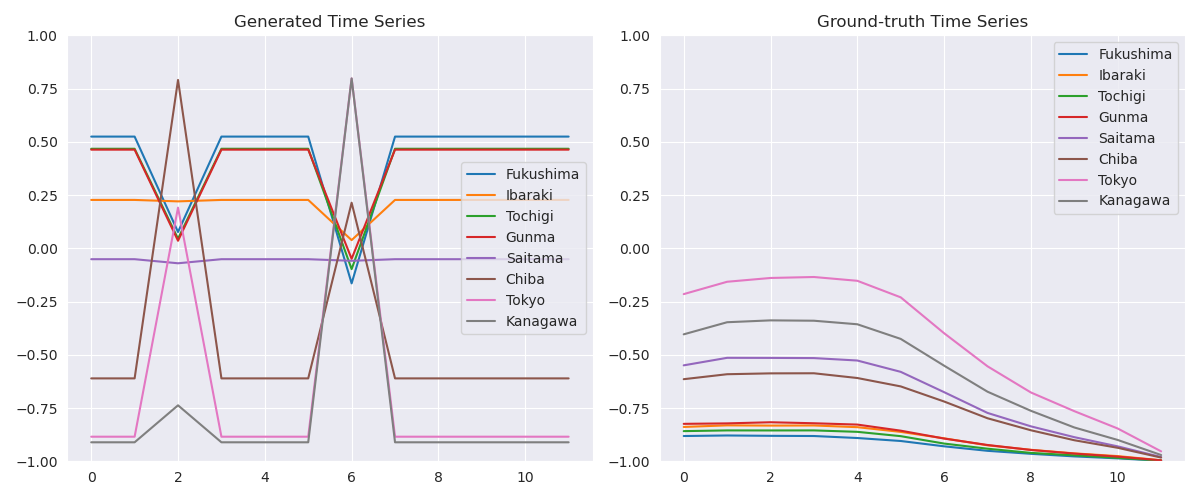 Generated Time Series
1.00
0.75
0.50
0.25
0.00
−0.25
−0.50
−0.75
−1.00
0 2 4 6 8 10
Fukushima
Ibaraki
Tochigi
Gunma
Saitama
Chiba
Tokyo
Kanagawa
Ground-truth Time Series
1.00
0.75
0.50
0.25
0.00
−0.25
−0.50
−0.75
−1.00
0 2 4 6 8 10
Fukushima
Ibaraki
Tochigi
Gunma
Saitama
Chiba
Tokyo
Kanagawa